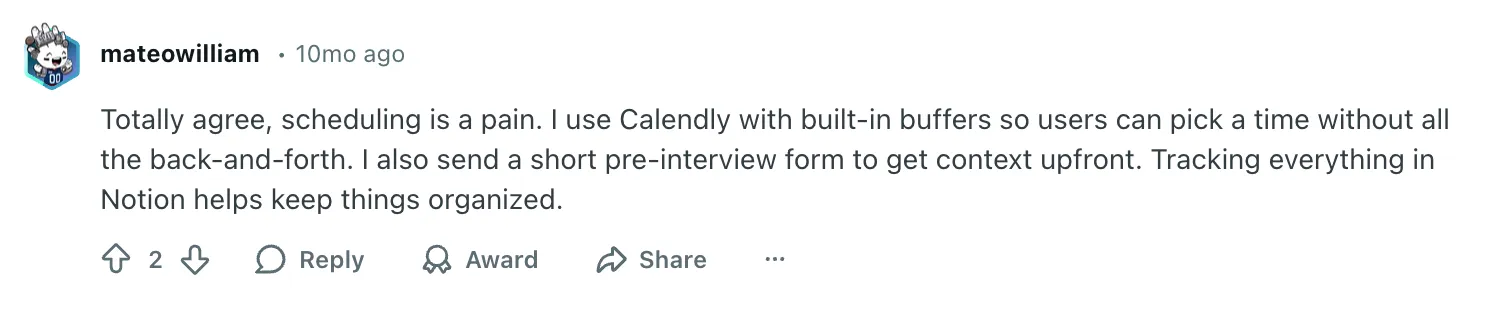 mateowilliam • 10mo ago
Totally agree, scheduling is a pain. I use Calendly with built-in buffers so users can pick a time without all
the back-and-forth. I also send a short pre-interview form to get context upfront. Tracking everything in
Notion helps keep things organized.
2 Reply Award Share ...